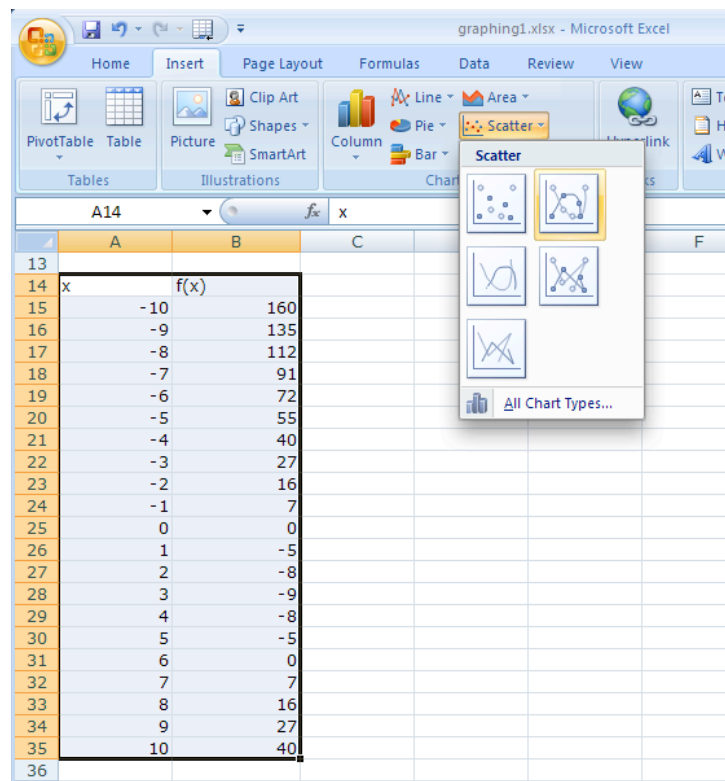 graphing1.xlsx - Microsoft Excel
Home Insert Page Layout Formulas Data Review View
PivotTable Table Picture Clip Art Shapes SmartArt Column Line Pie Bar Area Scatter
Tables Illustrations
Scatter
All Chart Types...
A14 fx x
A B C F
13
14 x f(x)
15 -10 160
16 -9 135
17 -8 112
18 -7 91
19 -6 72
20 -5 55
21 -4 40
22 -3 27
23 -2 16
24 -1 7
25 0 0
26 1 -5
27 2 -8
28 3 -9
29 4 -8
30 5 -5
31 6 0
32 7 7
33 8 16
34 9 27
35 10 40
36